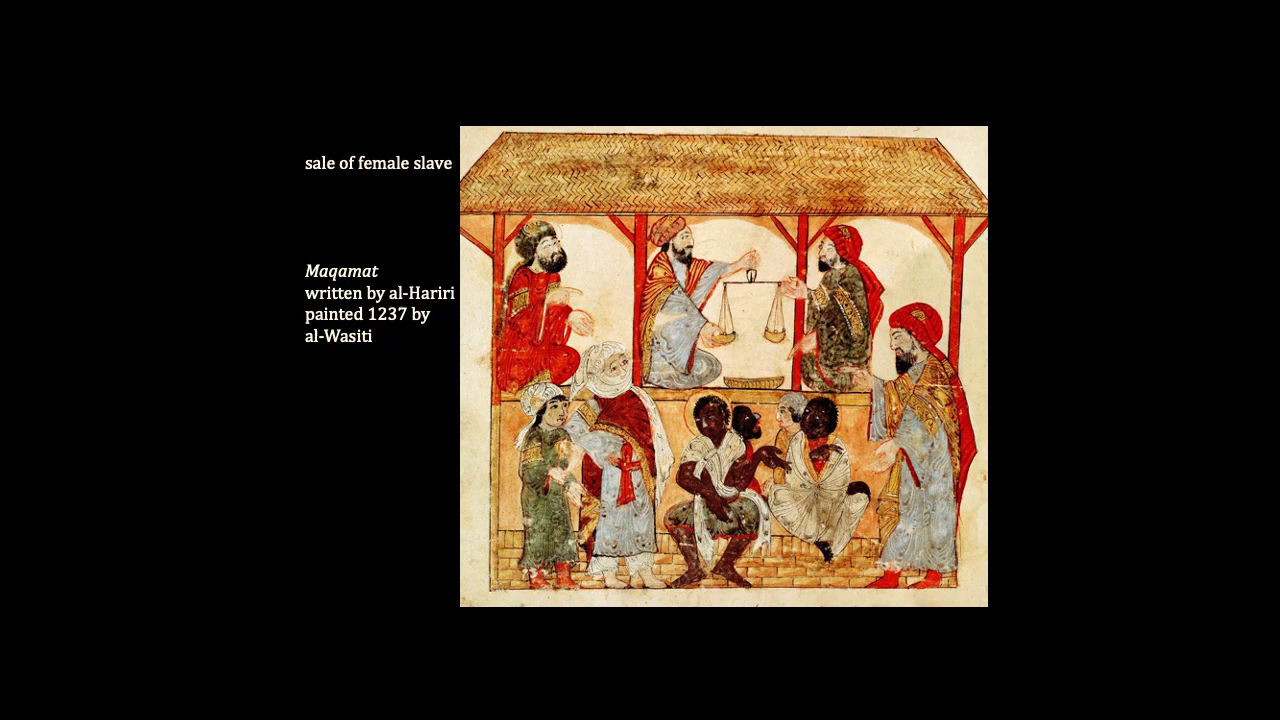 sale of female slave
Maqamat
written by al-Hariri
painted 1237 by
al-Wasiti